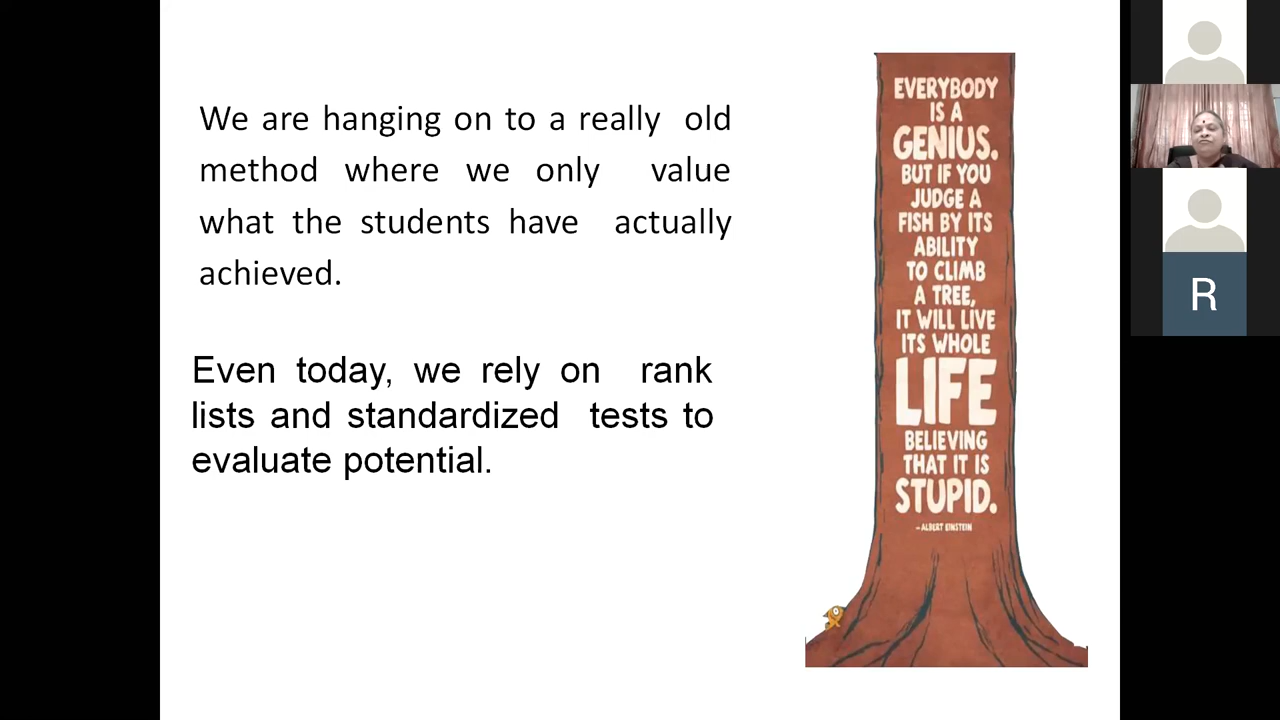 We are hanging on to a really old
method where we only value
what the students have actually
achieved.
Even today, we rely on rank
lists and standardized tests to
evaluate potential.
EVERYBODY
IS A
GENIUS.
BUT IF YOU
JUDGE A
FISH BY ITS
ABILITY
TO CLIMB
A TREE,
IT WILL LIVE
ITS WHOLE
LIFE
BELIEVING
THAT IT IS
STUPID.
- ALBERT EINSTEIN
R